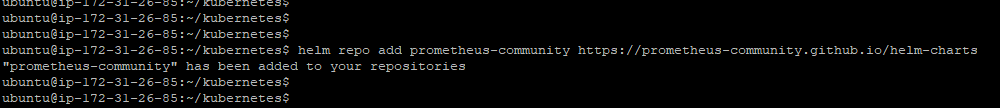 ubuntu@ip-172-31-26-85:~/kubernetes$
ubuntu@ip-172-31-26-85:~/kubernetes$
ubuntu@ip-172-31-26-85:~/kubernetes$
ubuntu@ip-172-31-26-85:~/kubernetes$ helm repo add prometheus-community https://prometheus-community.github.io/helm-charts
"prometheus-community" has been added to your repositories
ubuntu@ip-172-31-26-85:~/kubernetes$
ubuntu@ip-172-31-26-85:~/kubernetes$